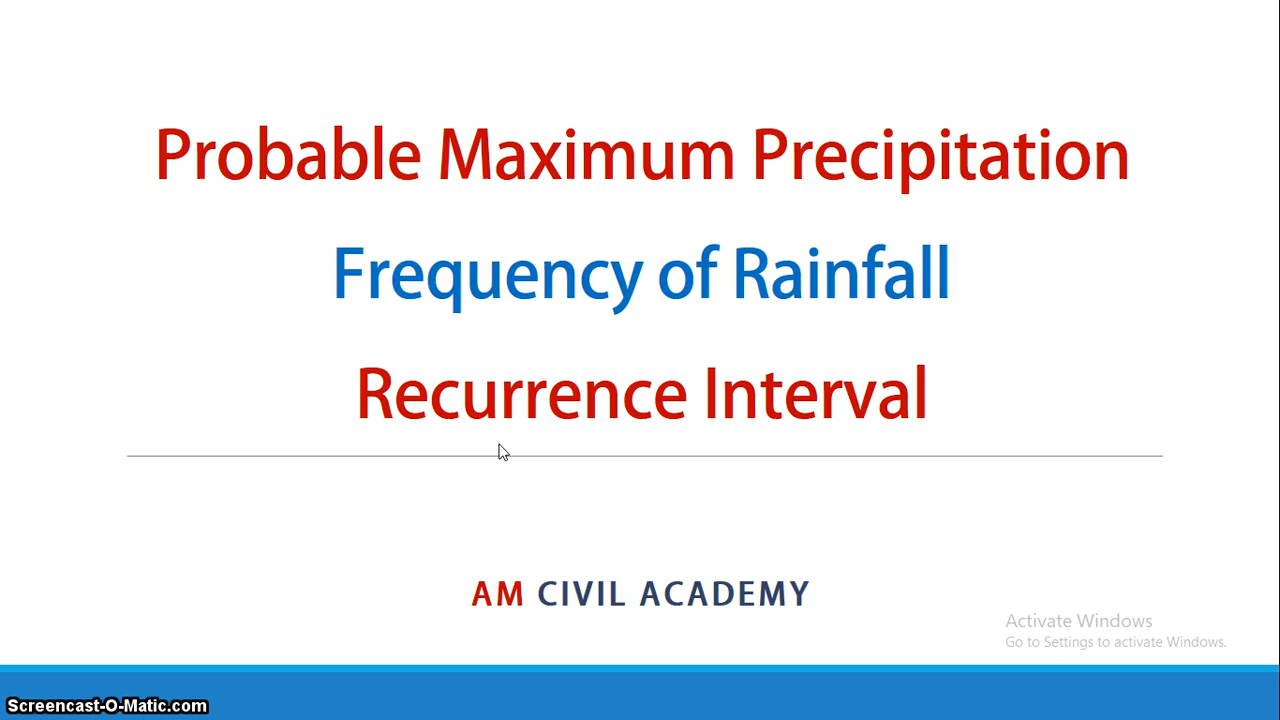 Probable Maximum Precipitation
Frequency of Rainfall
Recurrence Interval
AM CIVIL ACADEMY
Activate Windows
Go to Settings to activate Windows.
Screencast-O-Matic.com